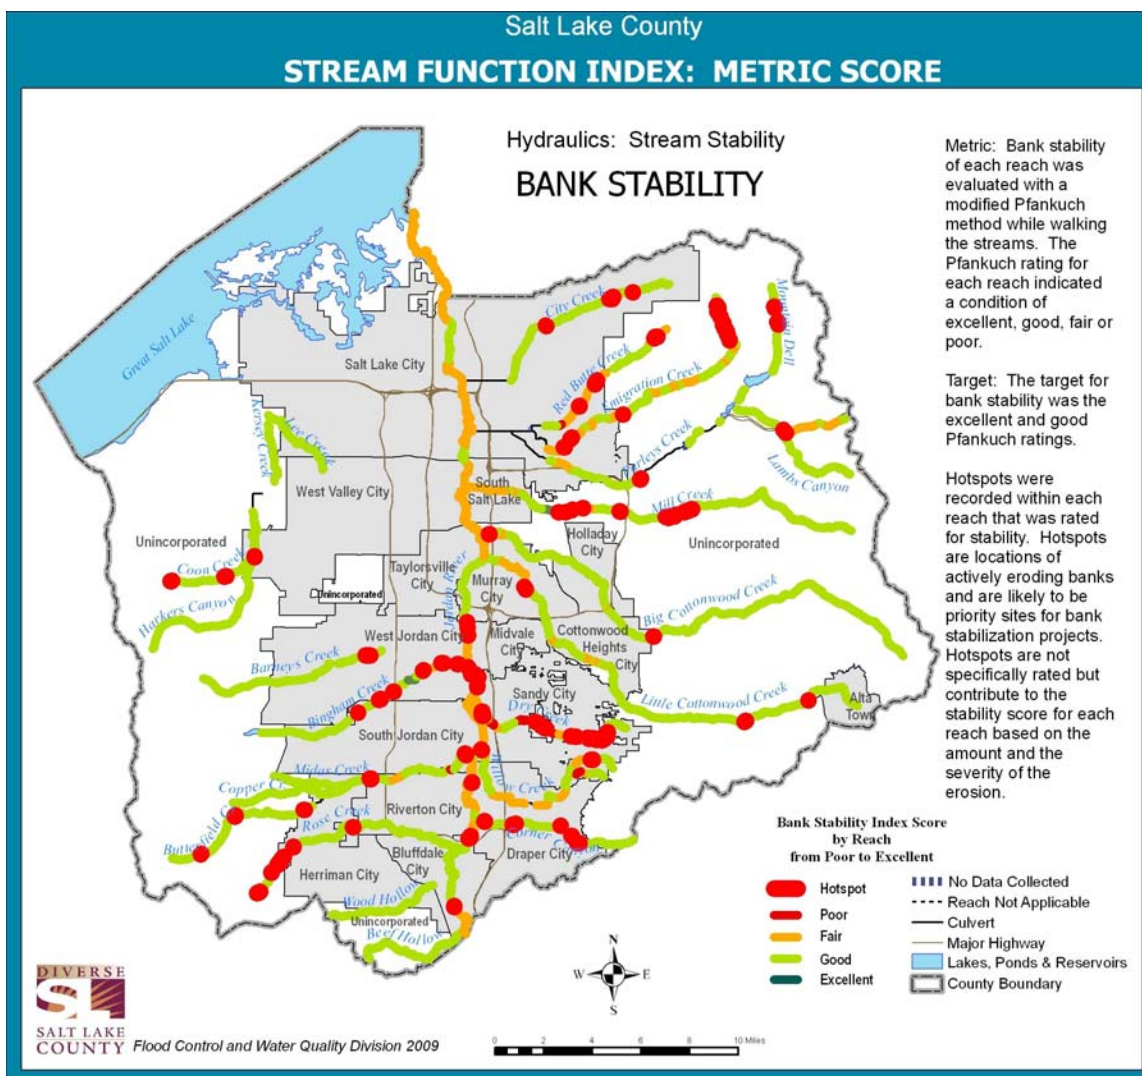 Salt Lake County
STREAM FUNCTION INDEX: METRIC SCORE
Hydraulics: Stream Stability
BANK STABILITY
Metric: Bank stability
of each reach was
evaluated with a
modified Pfankuch
method while walking
the streams. The
Pfankuch rating for
each reach indicated
a condition of
excellent, good, fair or
poor.
Target: The target for
bank stability was the
excellent and good
Pfankuch ratings.
Hotspots were
recorded within each
reach that was rated
for stability. Hotspots
are locations of
actively eroding banks
and are likely to be
priority sites for bank
stabilization projects.
Hotspots are not
specifically rated but
contribute to the
stability score for each
reach based on the
amount and the
severity of the
erosion.
Great Salt Lake
Salt Lake City
City Creek
Red Butte Creek
Emigration Creek
Mountain Dell
Parleys Creek
Lambs Canyon
Kersey Creek
Lee Creek
West Valley City
South
Salt Lake
Mill Creek
Holladay
City
Unincorporated
Unincorporated
Coon Creek
Harkers Canyon
Taylorsville
City
Unincorporated
Jordan River
Murray
City
Big Cottonwood Creek
West Jordan City
Midvale
City
Cottonwood
Heights
City
Barneys Creek
Bingham Creek
Sandy City
Dry Creek
Little Cottonwood Creek
Alta
Town
South Jordan City
Midas Creek
Willow Creek
Copper
Butterfield
Rose Creek
Riverton City
Corner
Canyon
Draper City
Bluffdale
City
Herriman City
Wood Hollow
Unincorporated
Beef Hollow
Bank Stability Index Score
by Reach
from Poor to Excellent
Hotspot
Poor
Fair
Good
Excellent
No Data Collected
Reach Not Applicable
Culvert
Major Highway
Lakes, Ponds & Reservoirs
County Boundary
N
W E
S
DIVERSE
SL
SALT LAKE
COUNTY
Flood Control and Water Quality Division 2009
0 2 4 6 8 10 Miles